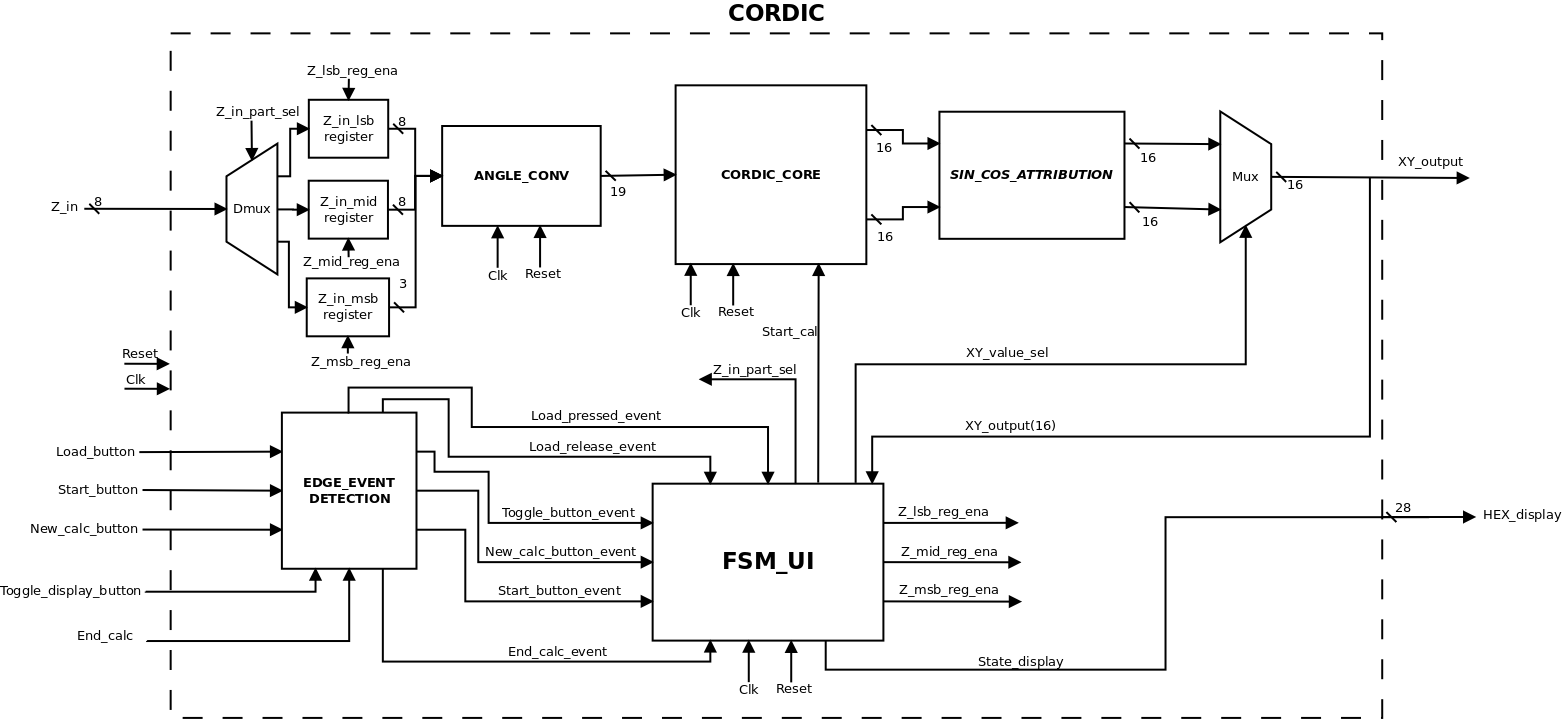 CORDIC
Z_lsb_reg_ena
Z_in_part_sel
Z_in_lsb
register
8
Z_in
8
Dmux
Z_in_mid
register
8
Z_mid_reg_ena
Z_in_msb
register
3
Z_msb_reg_ena
ANGLE_CONV
19
Clk
Reset
CORDIC_CORE
16
16
Clk
Reset
Start_cal
SIN_COS_ATTRIBUTION
16
16
Mux
16
XY_output
Reset
Clk
Z_in_part_sel
XY_value_sel
XY_output(16)
Load_pressed_event
Load_release_event
Load_button
Start_button
New_calc_button
Toggle_display_button
End_calc
EDGE_EVENT
DETECTION
Toggle_button_event
New_calc_button_event
Start_button_event
End_calc_event
FSM_UI
Clk
Reset
Z_lsb_reg_ena
Z_mid_reg_ena
Z_msb_reg_ena
State_display
28
HEX_display